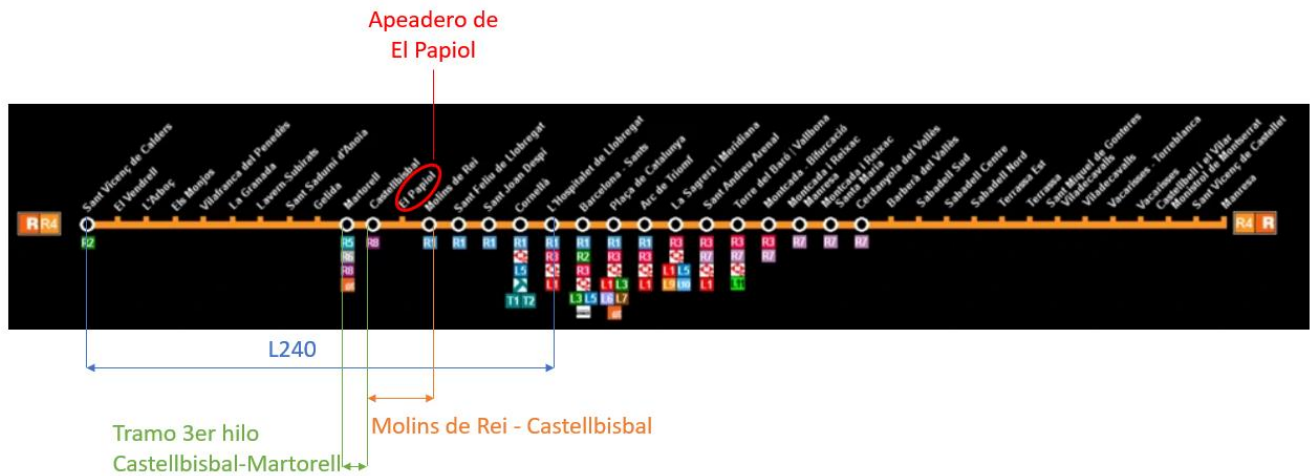 Apeadero de
El Papiol
R R4
Sant Vicenç de Calders
El Vendrell
L'Arboç
Els Monjos
Vilafranca del Penedès
La Granada
Lavern-Subirats
Sant Sadurní d'Anoia
Gelida
Martorell
Castellbisbal
El Papiol
Molins de Rei
Sant Feliu de Llobregat
Sant Joan Despí
Cornellà
L'Hospitalet de Llobregat
Barcelona - Sants
Plaça de Catalunya
Arc de Triomf
La Sagrera | Meridiana
Sant Andreu Arenal
Torre del Baró | Vallbona
Montcada - Bifurcació
Montcada i Reixac
Manresa
Montcada i Reixac
Santa Maria
Cerdanyola del Vallès
Barberà del Vallès
Sabadell Sud
Sabadell Centre
Sabadell Nord
Terrassa Est
Terrassa
Sant Miquel de Gonteres
Viladecavalls
Viladecavalls
Vacarisses - Torreblanca
Vacarisses
Castellbell i el Vilar
Monistrol de Montserrat
Sant Vicenç de Castellet
Manresa
R4 R
R2
R5
R6
R8
R8
R1
R1
R1
R1
L5
T1 T2
R1
R3
L1
R1
R2
R3
L3 L5
R1
R3
L1 L3
L6 L7
R1
R3
L1
R3
L1 L5
L9 L10
R3
R7
L1
R3
R7
L11
R3
R7
R7
R7
R7
L240
Molins de Rei - Castellbisbal
Tramo 3er hilo
Castellbisbal-Martorell